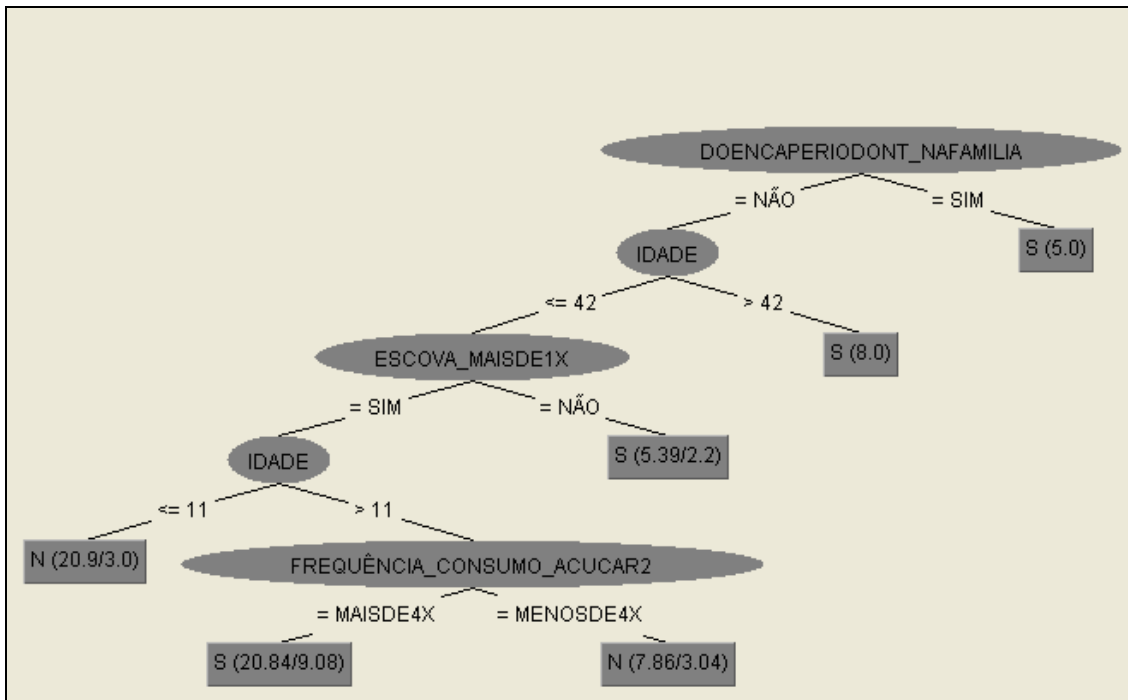 DOENCAPERIODONT_NAFAMILIA
= NÃO
= SIM
IDADE
S (5.0)
<= 42
> 42
ESCOVA_MAISDE1X
S (8.0)
= SIM
= NÃO
IDADE
S (5.39/2.2)
<= 11
> 11
N (20.9/3.0)
FREQUÊNCIA_CONSUMO_ACUCAR2
= MAISDE4X
= MENOSDE4X
S (20.84/9.08)
N (7.86/3.04)